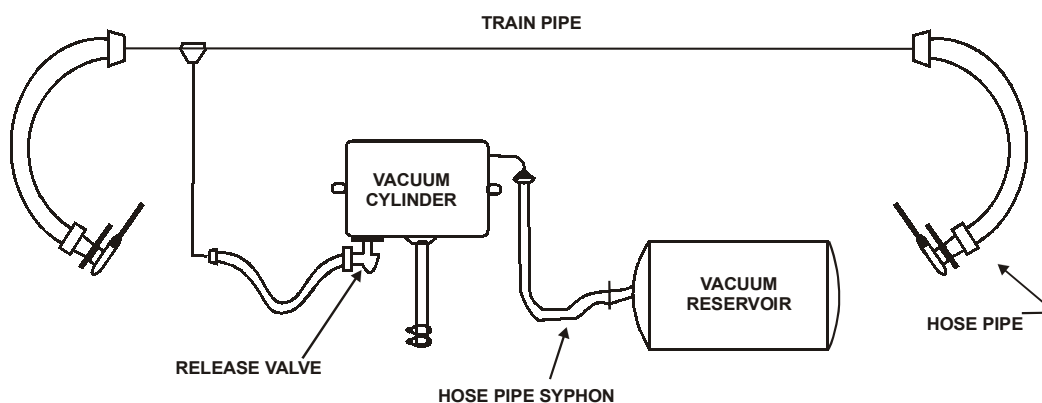 TRAIN PIPE
VACUUM
CYLINDER
VACUUM
RESERVOIR
HOSE PIPE
RELEASE VALVE
HOSE PIPE SYPHON